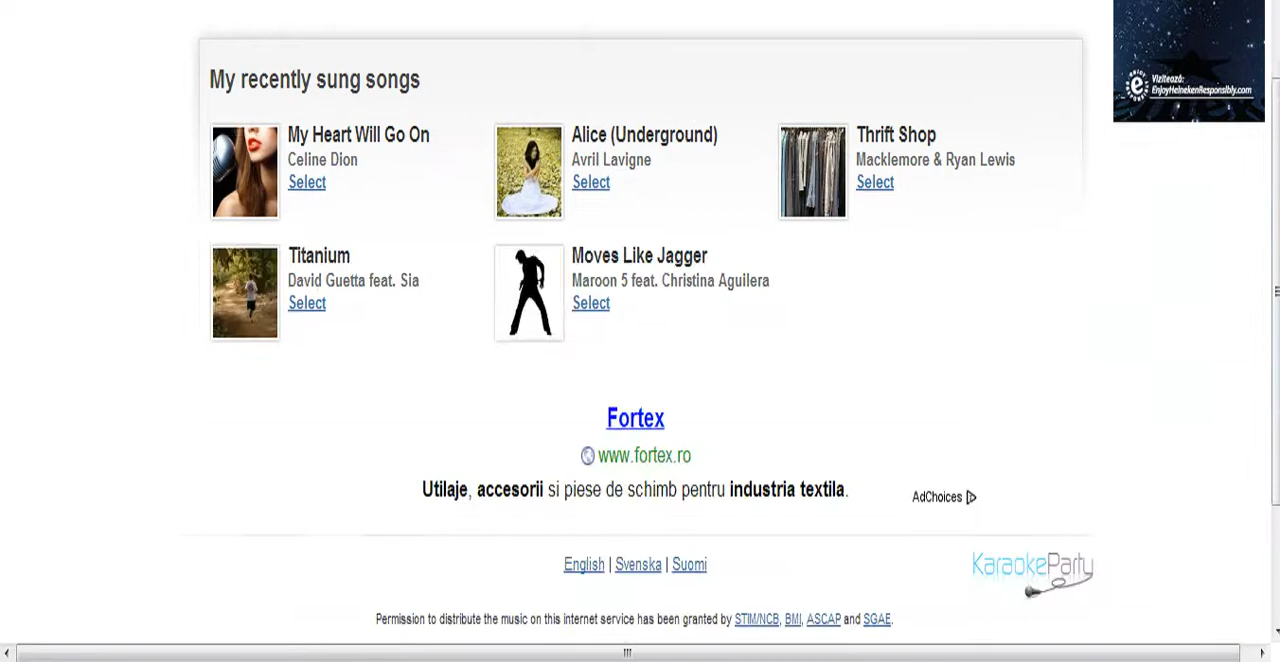 Vizitează:
EnjoyHeinekenResponsibly.com
My recently sung songs
My Heart Will Go On
Celine Dion
Select
Alice (Underground)
Avril Lavigne
Select
Thrift Shop
Macklemore & Ryan Lewis
Select
Titanium
David Guetta feat. Sia
Select
Moves Like Jagger
Maroon 5 feat. Christina Aguilera
Select
Fortex
www.fortex.ro
Utilaje, accesorii si piese de schimb pentru industria textila.
AdChoices
English | Svenska | Suomi
KaraokeParty
Permission to distribute the music on this internet service has been granted by STIM/NCB, BMI, ASCAP and SGAE.